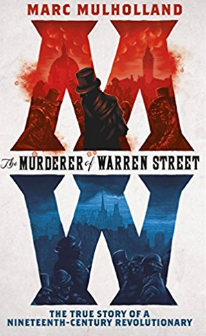 MARC MULHOLLAND
The MURDERER of WARREN STREET
THE TRUE STORY OF A
NINETEENTH-CENTURY REVOLUTIONARY